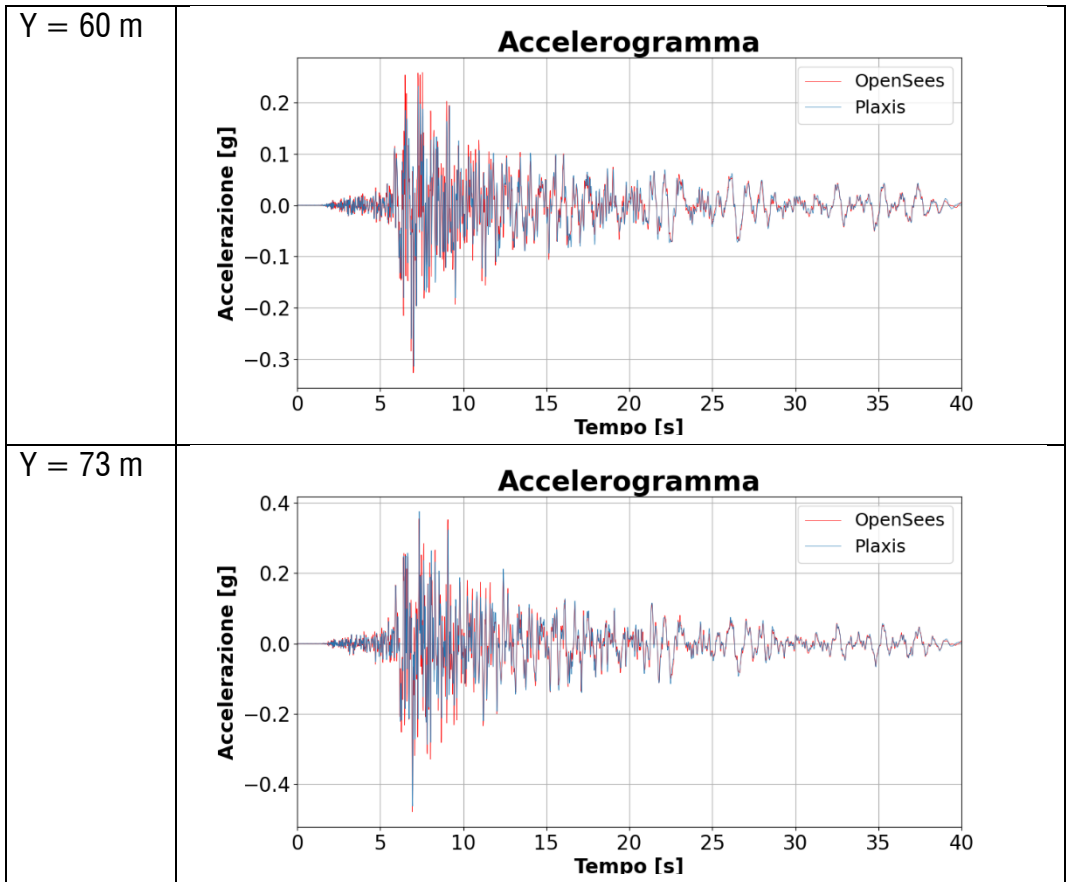 Y = 60 m
Accelerogramma
OpenSees
Plaxis
Accelerazione [g]
0.2
0.1
0.0
−0.1
−0.2
−0.3
0 5 10 15 20 25 30 35 40
Tempo [s]
Y = 73 m
Accelerogramma
OpenSees
Plaxis
Accelerazione [g]
0.4
0.2
0.0
−0.2
−0.4
0 5 10 15 20 25 30 35 40
Tempo [s]